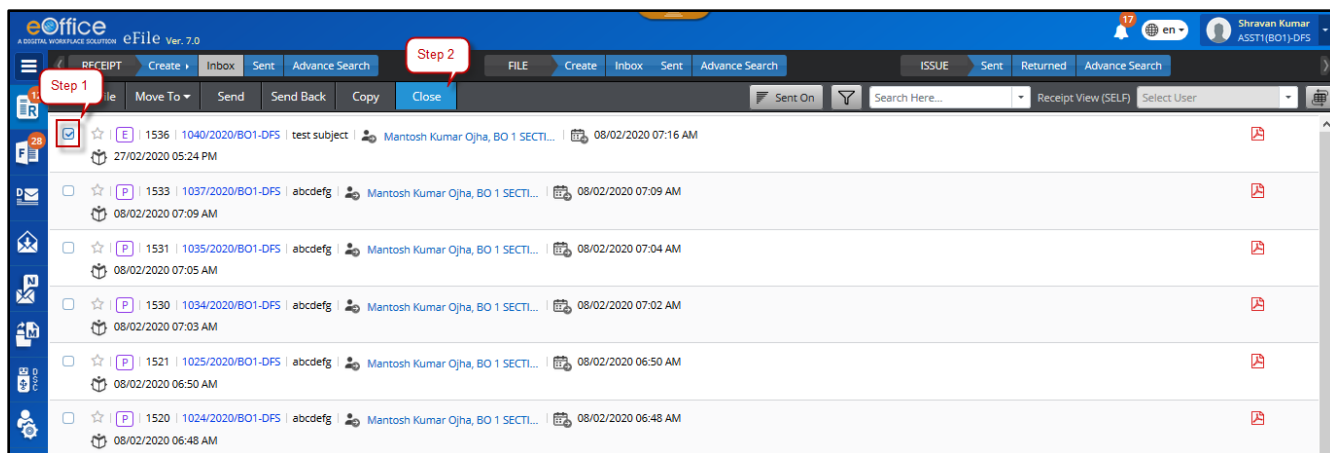 eOffice
A DIGITAL WORKPLACE SOLUTION eFile Ver. 7.0
17
en
Shravan Kumar
ASST1(BO1)-DFS
RECEIPT Create Inbox Sent Advance Search
Step 2
FILE Create Inbox Sent Advance Search
ISSUE Sent Returned Advance Search
Step 1
Move To Send Send Back Copy Close
Sent On Search Here... Receipt View (SELF) Select User
E 1536 1040/2020/BO1-DFS test subject Mantosh Kumar Ojha, BO 1 SECTI... 08/02/2020 07:16 AM
27/02/2020 05:24 PM
P 1533 1037/2020/BO1-DFS abcdefg Mantosh Kumar Ojha, BO 1 SECTI... 08/02/2020 07:09 AM
08/02/2020 07:09 AM
P 1531 1035/2020/BO1-DFS abcdefg Mantosh Kumar Ojha, BO 1 SECTI... 08/02/2020 07:04 AM
08/02/2020 07:05 AM
P 1530 1034/2020/BO1-DFS abcdefg Mantosh Kumar Ojha, BO 1 SECTI... 08/02/2020 07:02 AM
08/02/2020 07:03 AM
P 1521 1025/2020/BO1-DFS abcdefg Mantosh Kumar Ojha, BO 1 SECTI... 08/02/2020 06:50 AM
08/02/2020 06:50 AM
P 1520 1024/2020/BO1-DFS abcdefg Mantosh Kumar Ojha, BO 1 SECTI... 08/02/2020 06:48 AM
08/02/2020 06:48 AM
R
28
F
D
N
M
DSC